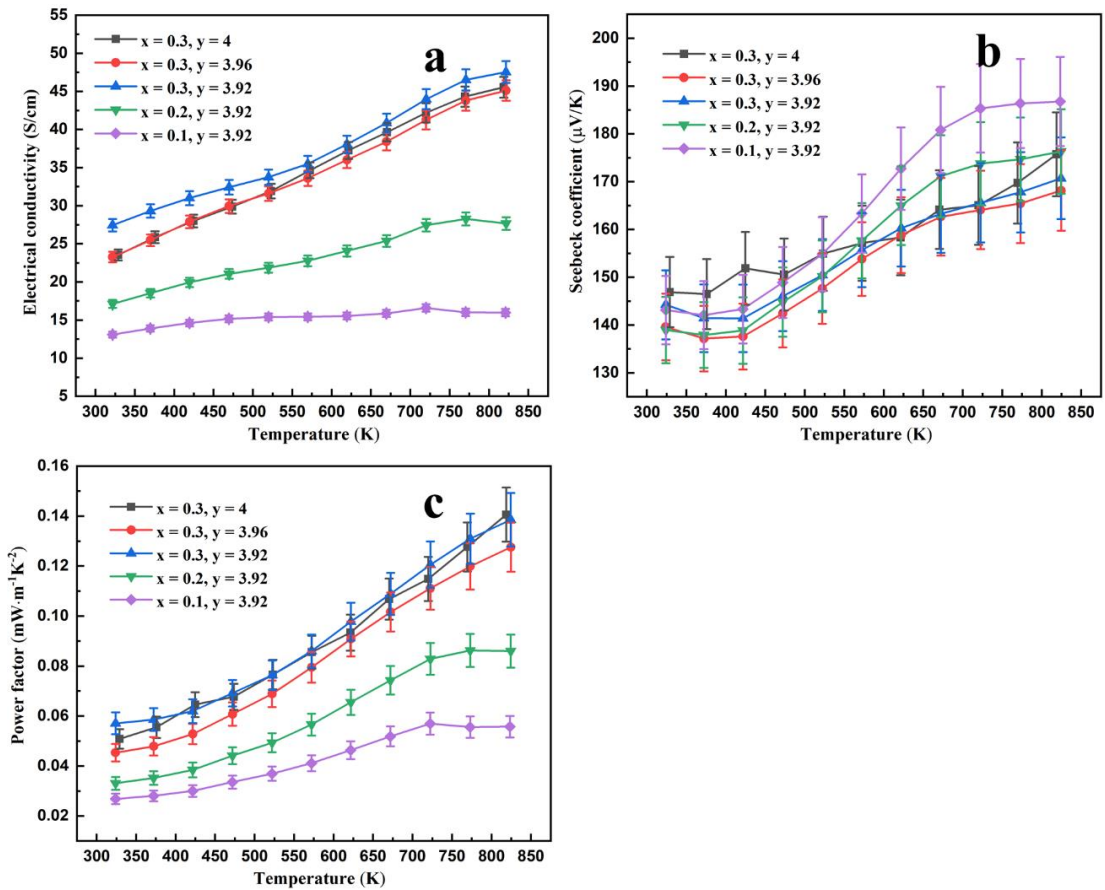 a
Electrical conductivity (S/cm)
55
50
45
40
35
30
25
20
15
10
5
x = 0.3, y = 4
x = 0.3, y = 3.96
x = 0.3, y = 3.92
x = 0.2, y = 3.92
x = 0.1, y = 3.92
300 350 400 450 500 550 600 650 700 750 800 850
Temperature (K)
b
Seebeck coefficient (μV/K)
200
190
180
170
160
150
140
130
x = 0.3, y = 4
x = 0.3, y = 3.96
x = 0.3, y = 3.92
x = 0.2, y = 3.92
x = 0.1, y = 3.92
300 350 400 450 500 550 600 650 700 750 800 850
Temperature (K)
c
Power factor (mW·m⁻¹K⁻²)
0.16
0.14
0.12
0.10
0.08
0.06
0.04
0.02
x = 0.3, y = 4
x = 0.3, y = 3.96
x = 0.3, y = 3.92
x = 0.2, y = 3.92
x = 0.1, y = 3.92
300 350 400 450 500 550 600 650 700 750 800 850
Temperature (K)